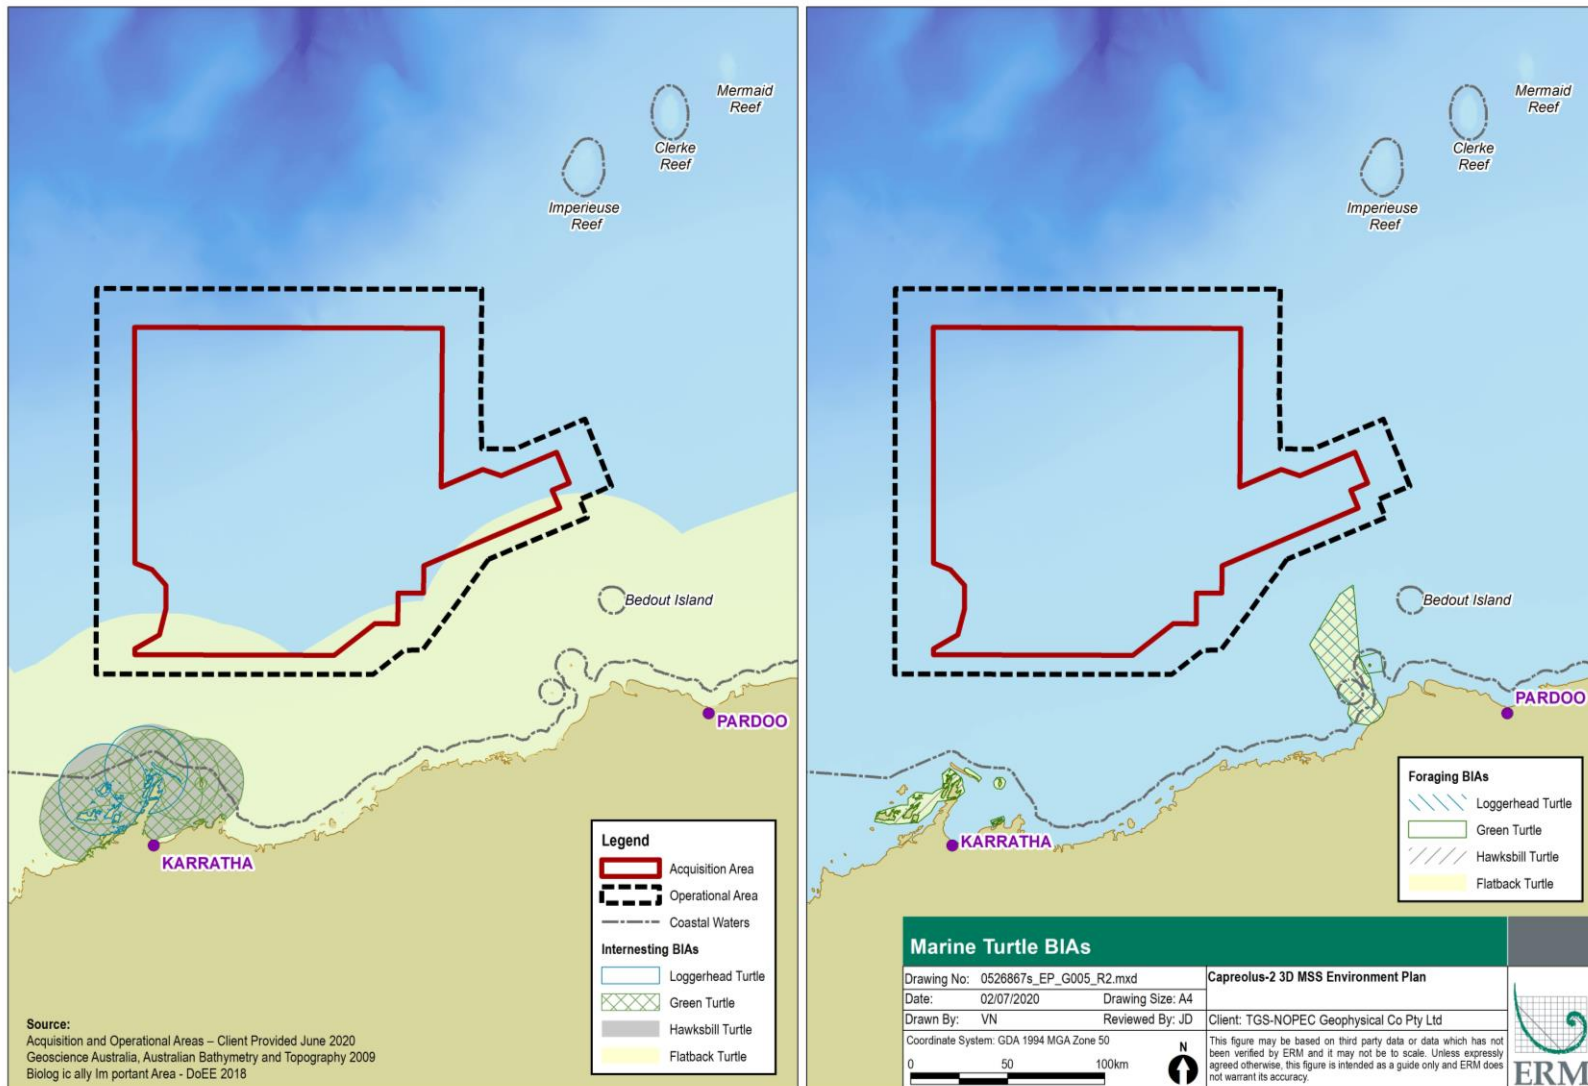 Mermaid
Reef
Clerke
Reef
Imperieuse
Reef
Bedout Island
PARDOO
KARRATHA
Legend
Acquisition Area
Operational Area
Coastal Waters
Internesting BIAs
Loggerhead Turtle
Green Turtle
Hawksbill Turtle
Flatback Turtle
Source:
Acquisition and Operational Areas – Client Provided June 2020
Geoscience Australia, Australian Bathymetry and Topography 2009
Biolog ic ally Im portant Area - DoEE 2018
Mermaid
Reef
Clerke
Reef
Imperieuse
Reef
Bedout Island
PARDOO
KARRATHA
Foraging BIAs
Loggerhead Turtle
Green Turtle
Hawksbill Turtle
Flatback Turtle
Marine Turtle BIAs
Drawing No: 0526867s_EP_G005_R2.mxd
Capreolus-2 3D MSS Environment Plan
Date: 02/07/2020 Drawing Size: A4
Drawn By: VN Reviewed By: JD
Client: TGS-NOPEC Geophysical Co Pty Ltd
Coordinate System: GDA 1994 MGA Zone 50
0 50 100km
N
This figure may be based on third party data or data which has not
been verified by ERM and it may not be to scale. Unless expressly
agreed otherwise, this figure is intended as a guide only and ERM does
not warrant its accuracy.
ERM